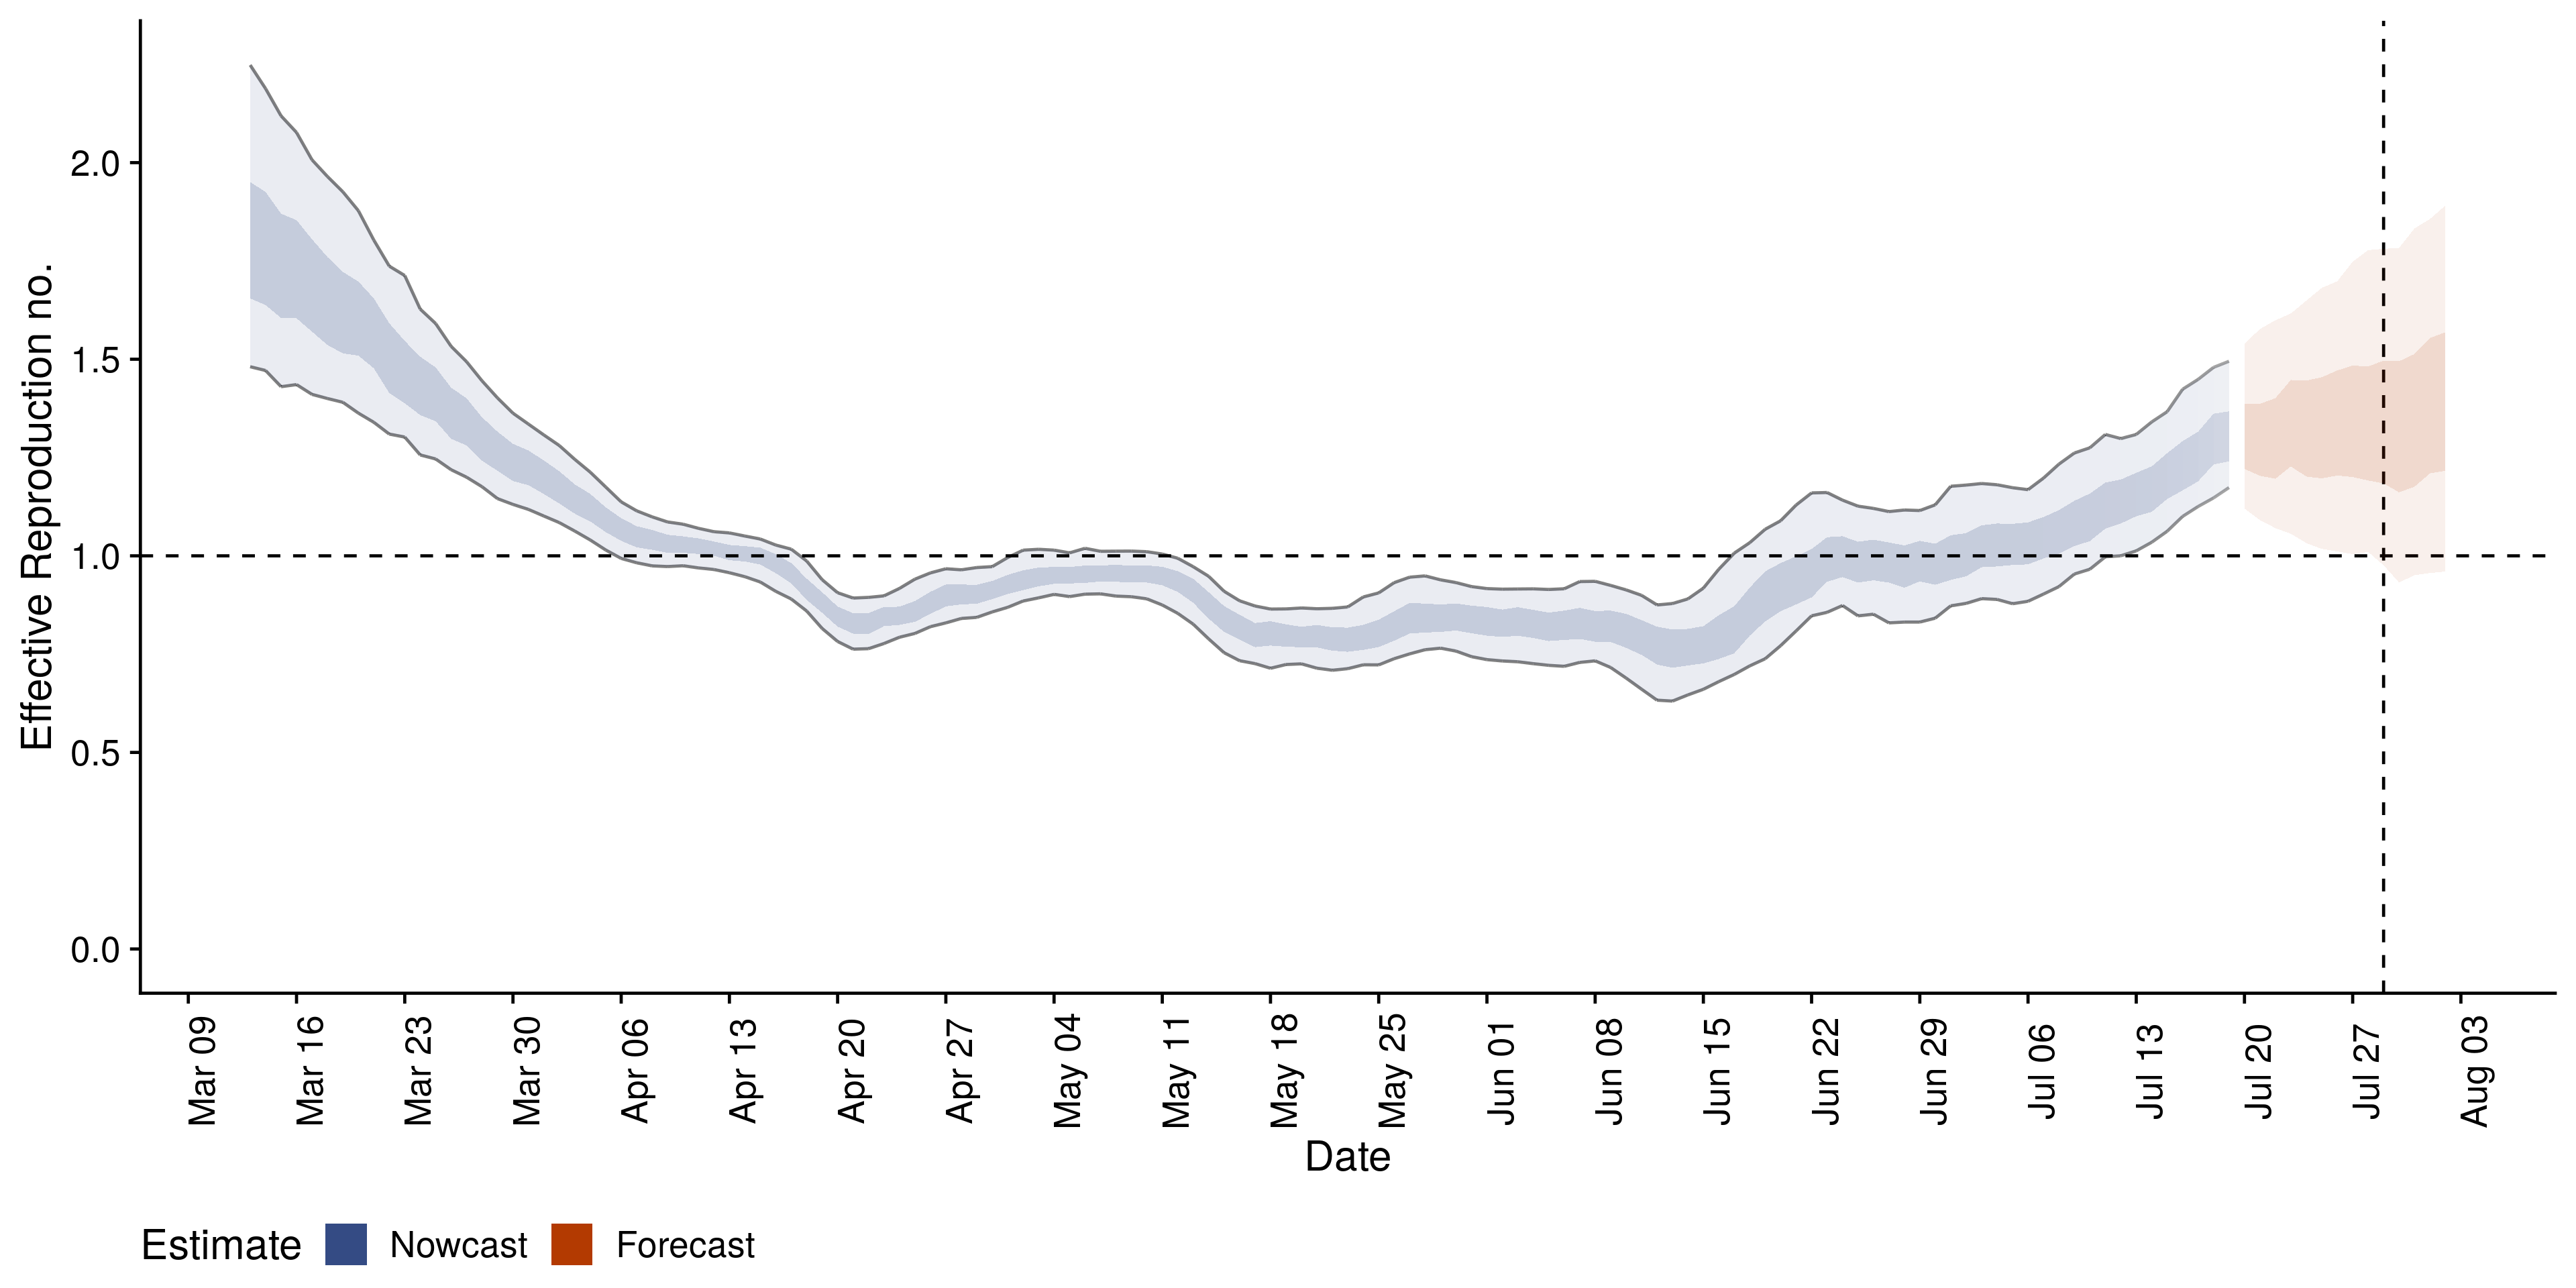 Effective Reproduction no.
2.0
1.5
1.0
0.5
0.0
Mar 09
Mar 16
Mar 23
Mar 30
Apr 06
Apr 13
Apr 20
Apr 27
May 04
May 11
May 18
May 25
Jun 01
Jun 08
Jun 15
Jun 22
Jun 29
Jul 06
Jul 13
Jul 20
Jul 27
Aug 03
Date
Estimate Nowcast Forecast